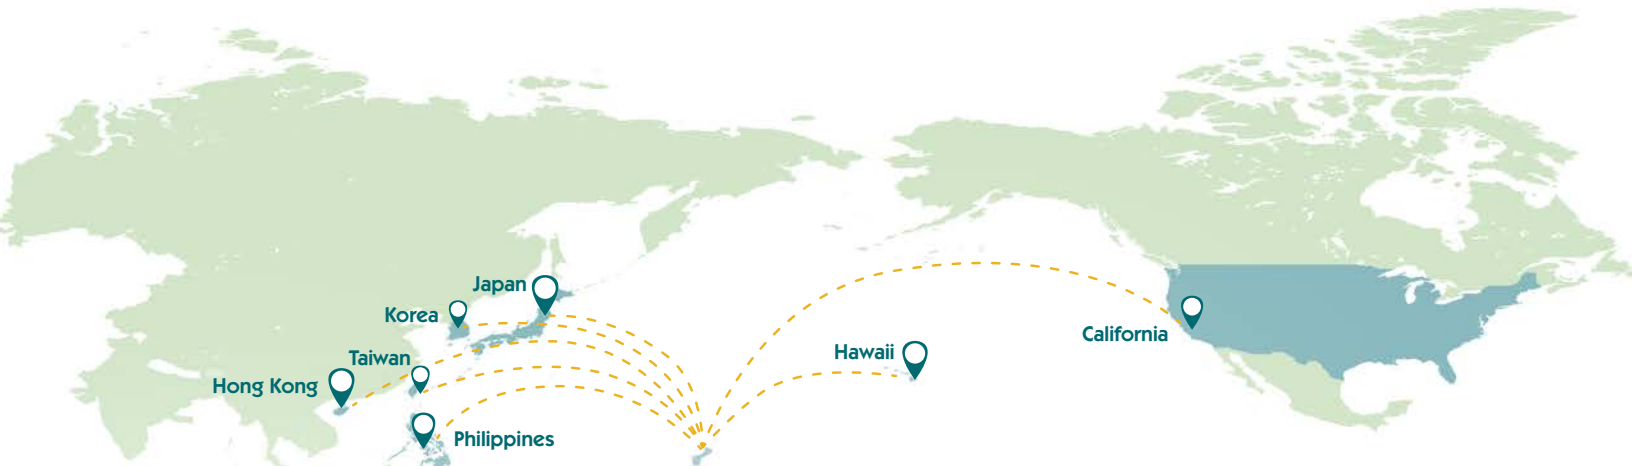 Japan
Korea
California
Hawaii
Taiwan
Hong Kong
Philippines